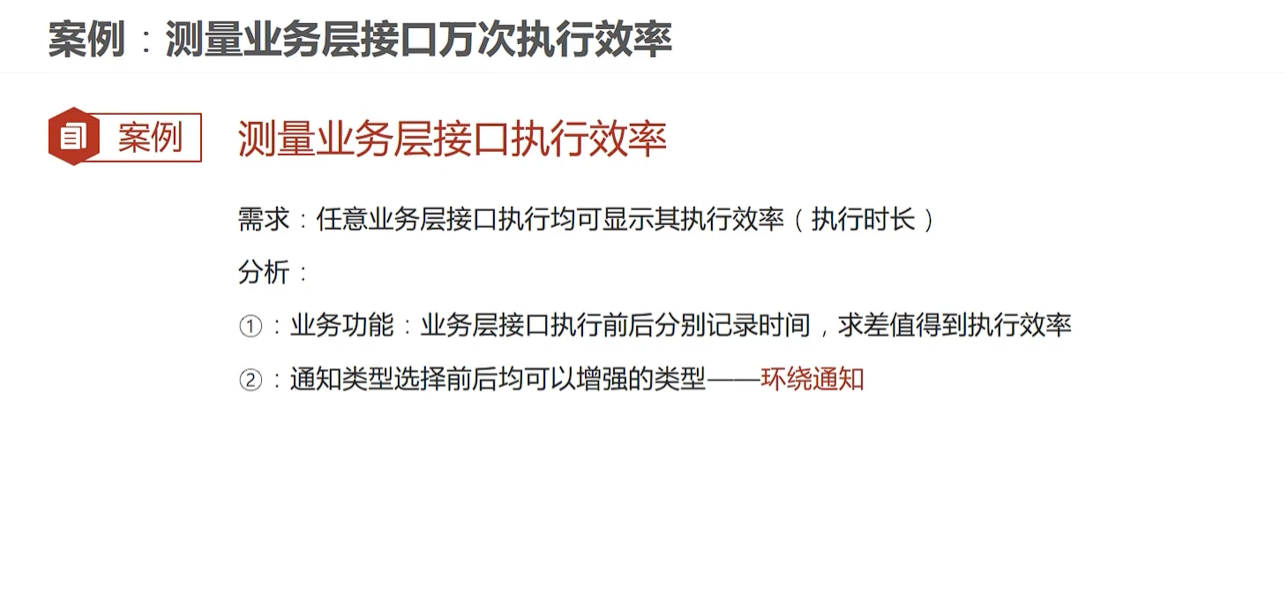 案例：测量业务层接口万次执行效率
案例
测量业务层接口执行效率
需求：任意业务层接口执行均可显示其执行效率（执行时长）
分析：
①：业务功能：业务层接口执行前后分别记录时间，求差值得到执行效率
②：通知类型选择前后均可以增强的类型——环绕通知